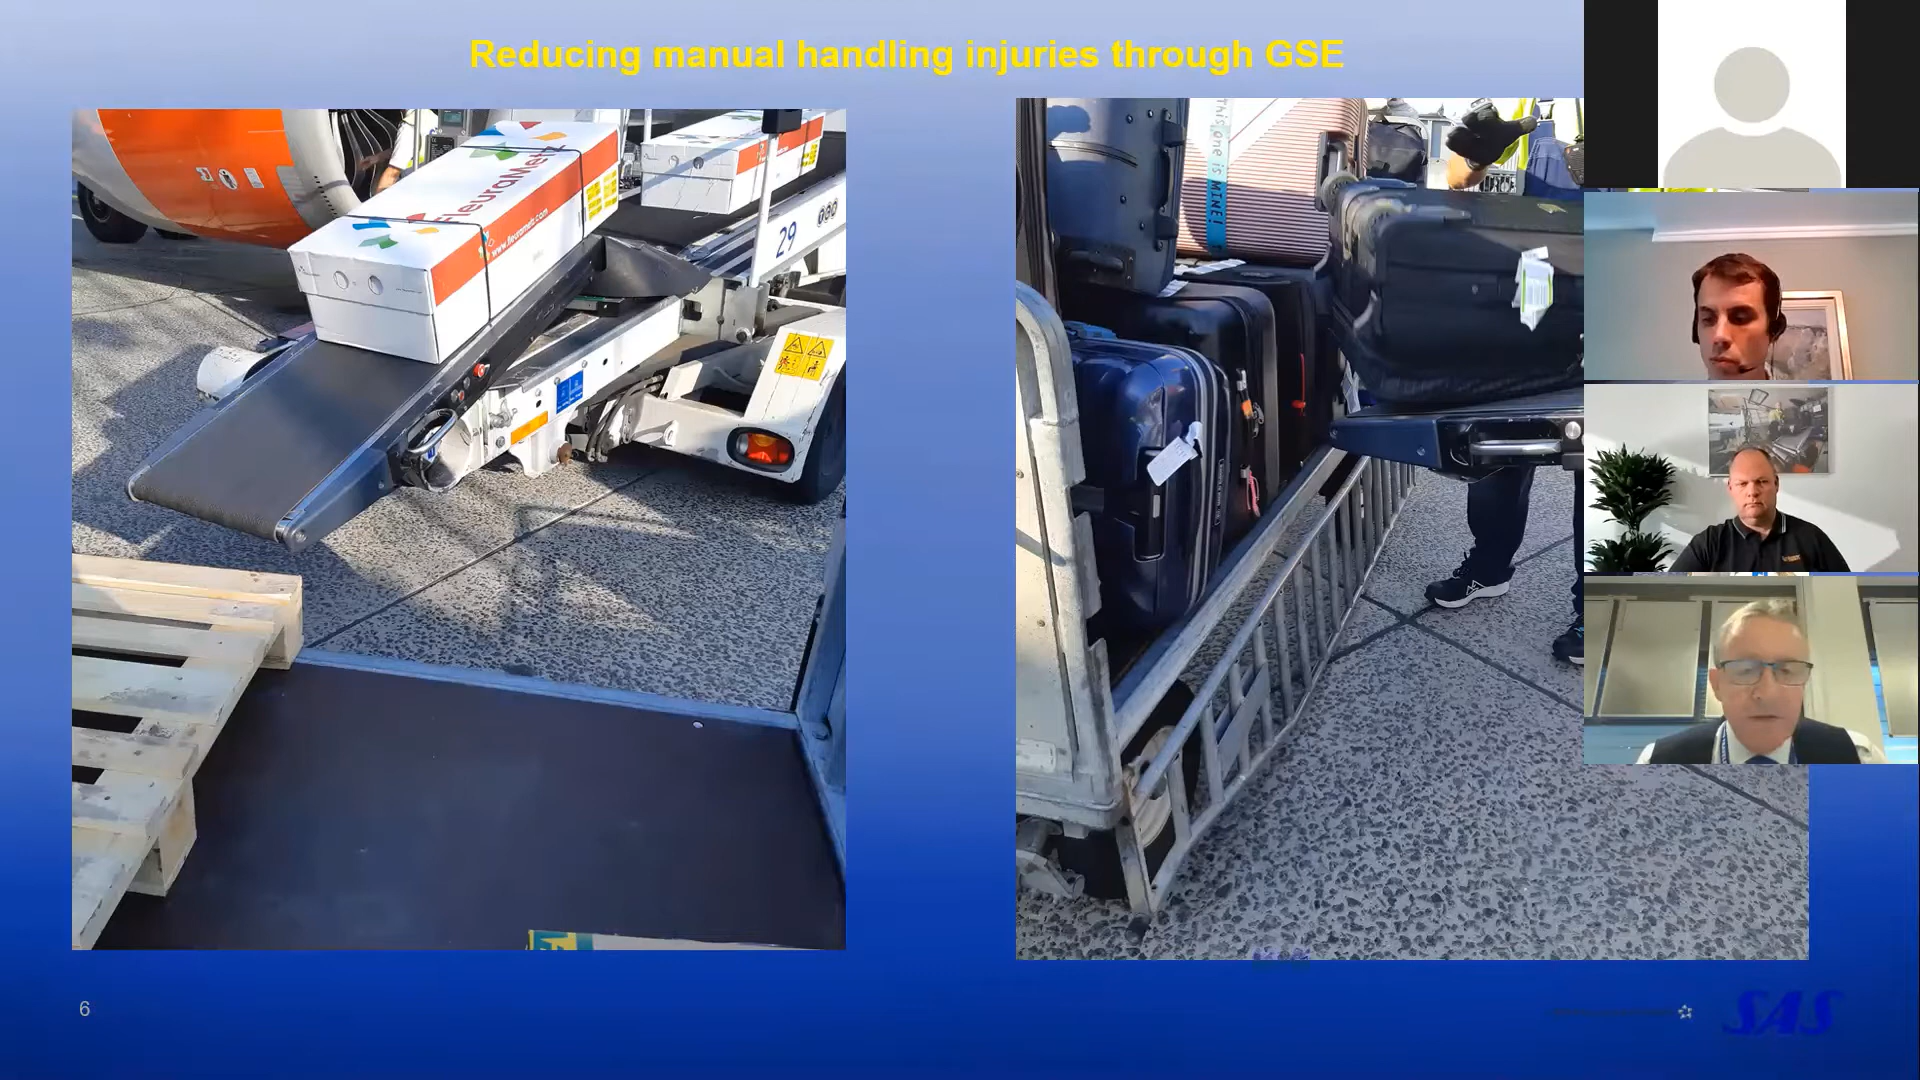 Reducing manual handling injuries through GSE
FleuraMetz
www.fleurametz.com
29
this one is MINE!
6
SAS